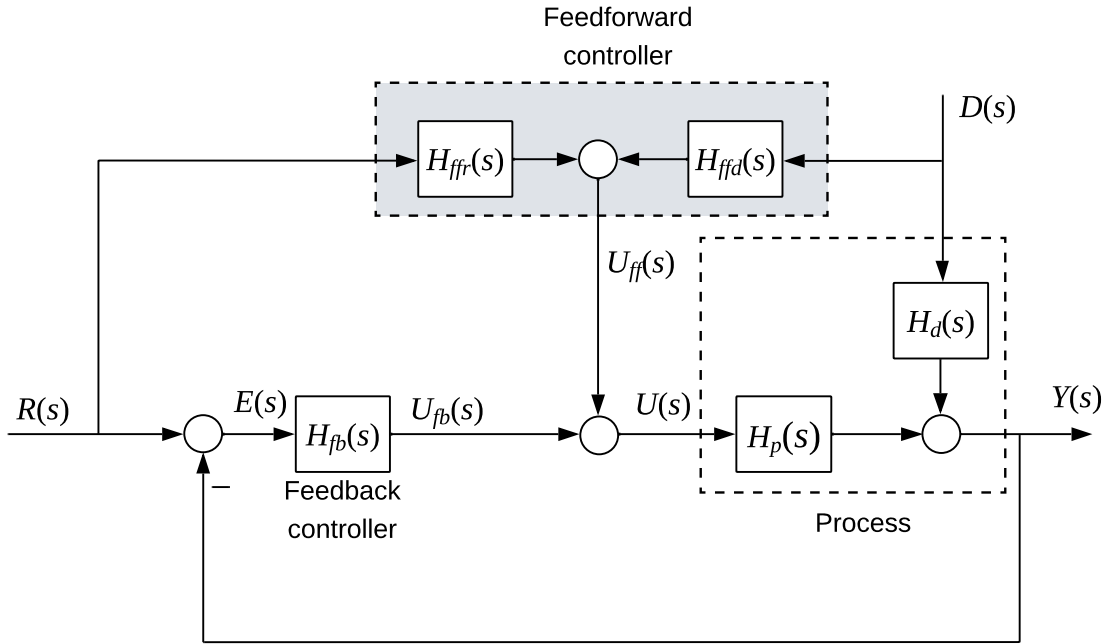 Feedforward
controller
D(s)
H_ffr(s)
H_ffd(s)
U_ff(s)
H_d(s)
R(s)
E(s)
U_fb(s)
U(s)
Y(s)
H_fb(s)
H_p(s)
–
Feedback
controller
Process